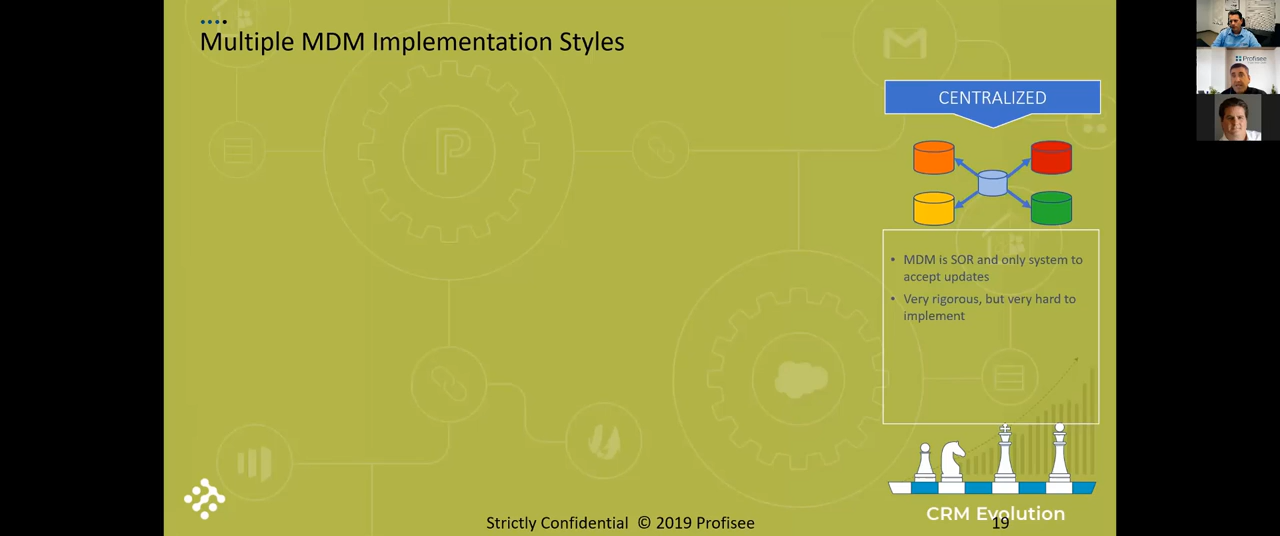 Multiple MDM Implementation Styles
CENTRALIZED
• MDM is SOR and only system to
accept updates
• Very rigorous, but very hard to
implement
CRM Evolution
Strictly Confidential © 2019 Profisee
19
Profisee